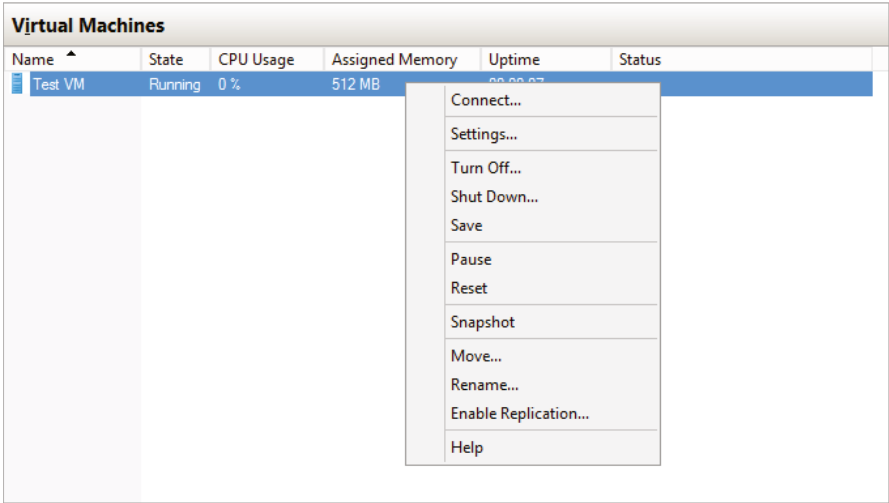 Virtual Machines
Name State CPU Usage Assigned Memory Uptime Status
Test VM Running 0 % 512 MB
Connect...
Settings...
Turn Off...
Shut Down...
Save
Pause
Reset
Snapshot
Move...
Rename...
Enable Replication...
Help